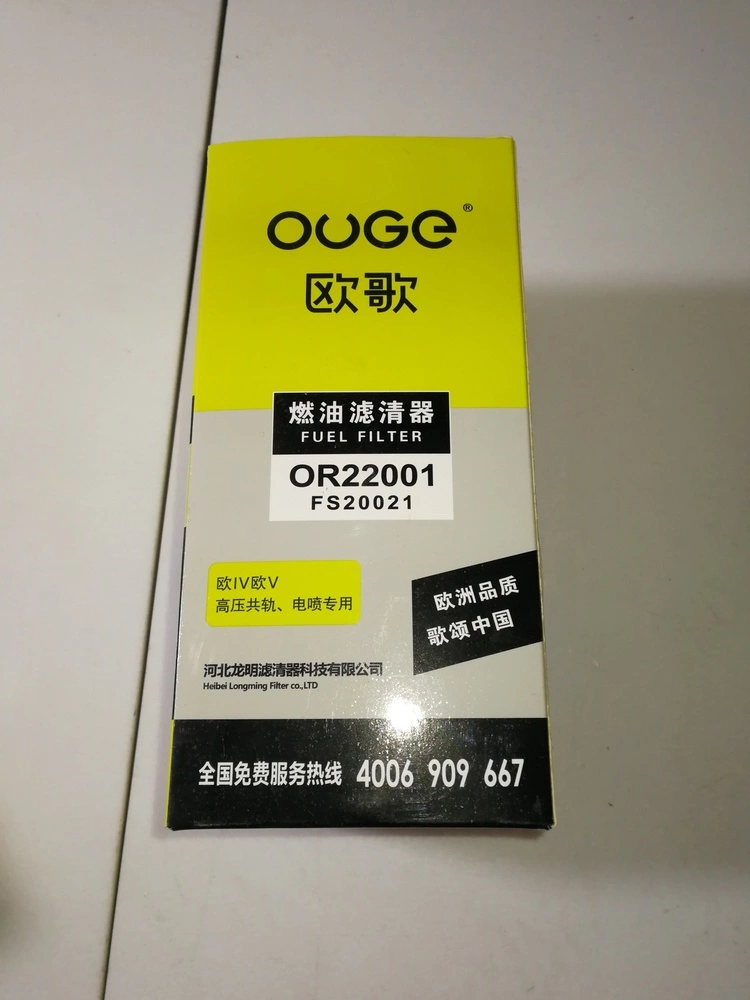 OUGE®
欧歌
燃油滤清器
FUEL FILTER
OR22001
FS20021
欧IV欧V
高压共轨、电喷专用
欧洲品质
歌颂中国
河北龙明滤清器科技有限公司
Heibei Longming Filter co.,LTD
全国免费服务热线 4006 909 667